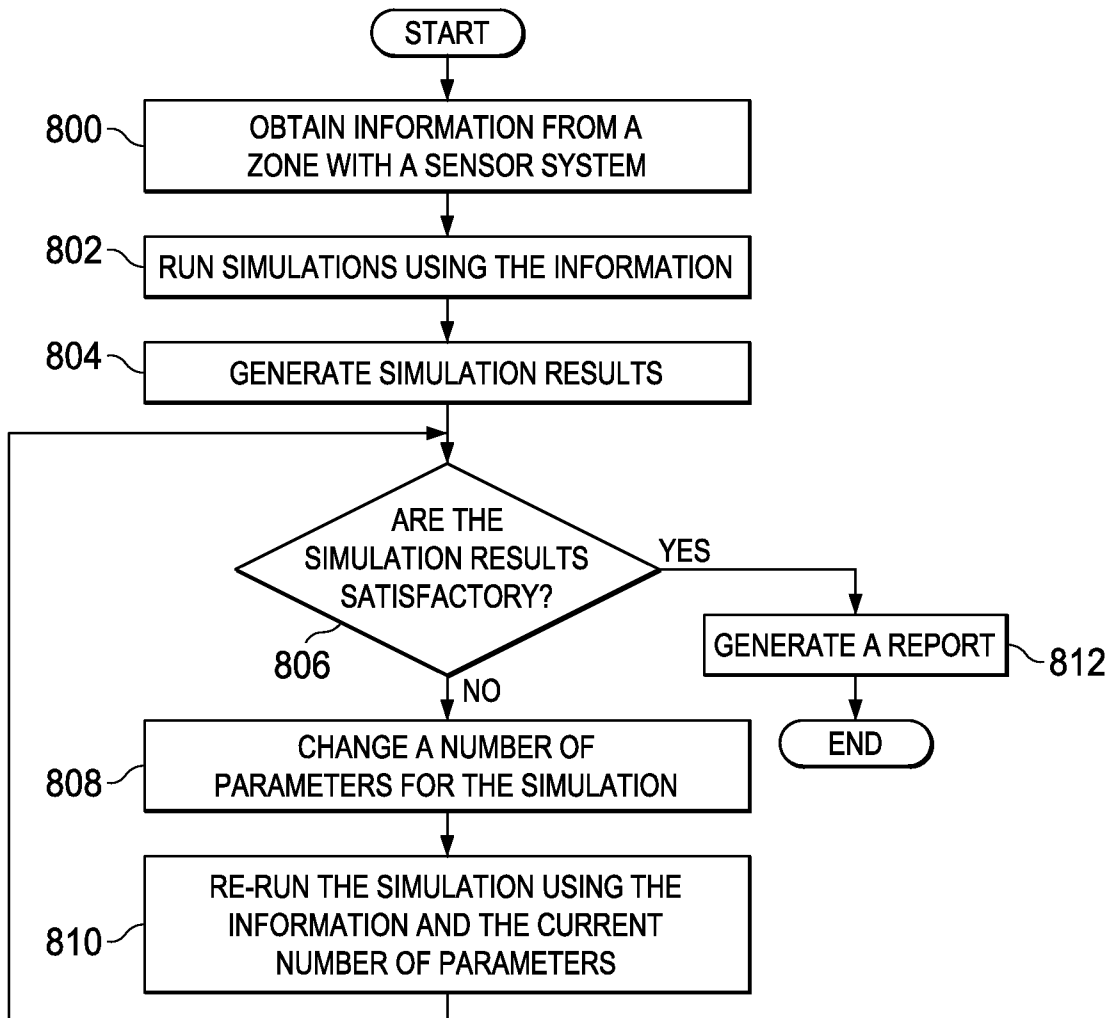 START
800
OBTAIN INFORMATION FROM A
ZONE WITH A SENSOR SYSTEM
802
RUN SIMULATIONS USING THE INFORMATION
804
GENERATE SIMULATION RESULTS
ARE THE
SIMULATION RESULTS
SATISFACTORY?
806
YES
GENERATE A REPORT
812
END
NO
808
CHANGE A NUMBER OF
PARAMETERS FOR THE SIMULATION
810
RE-RUN THE SIMULATION USING THE
INFORMATION AND THE CURRENT
NUMBER OF PARAMETERS